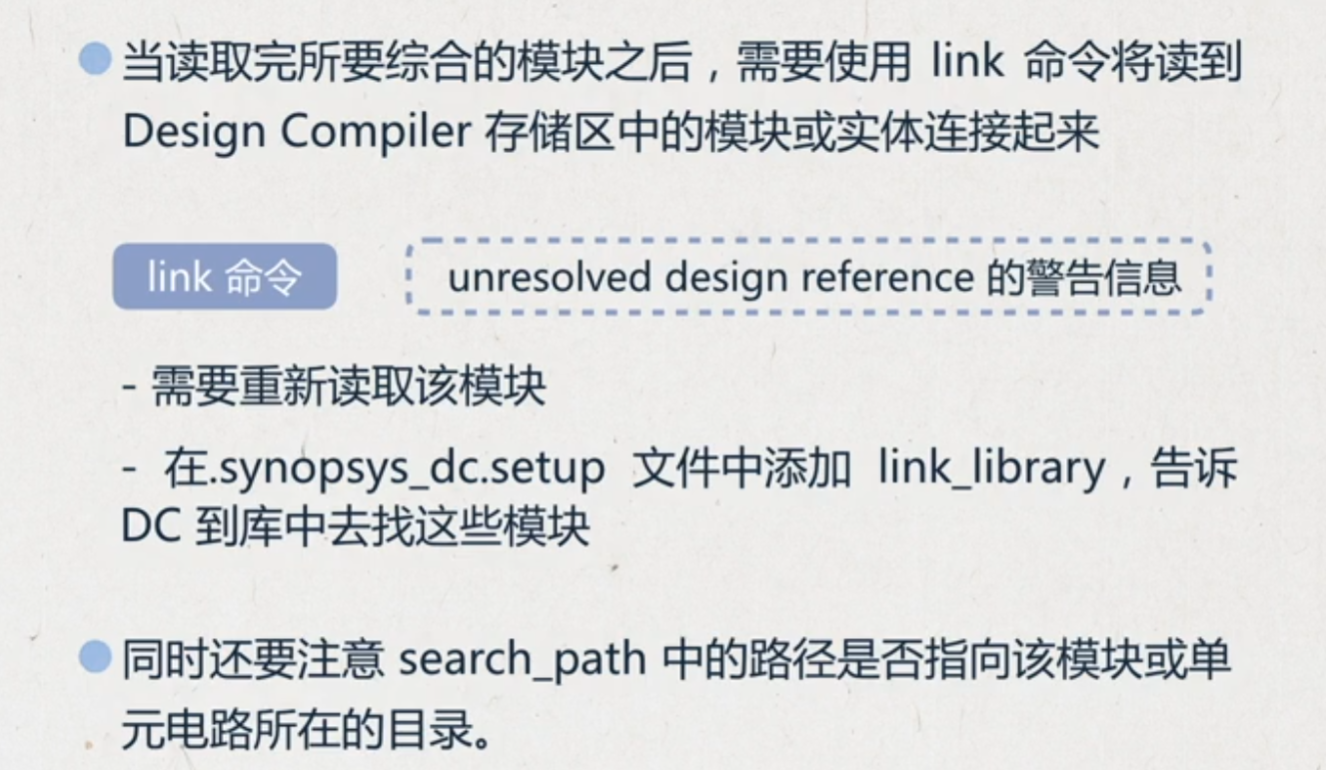 当读取完所要综合的模块之后，需要使用 link 命令将读到
Design Compiler 存储区中的模块或实体连接起来
link 命令
unresolved design reference 的警告信息
- 需要重新读取该模块
- 在.synopsys_dc.setup 文件中添加 link_library，告诉
DC 到库中去找这些模块
同时还要注意 search_path 中的路径是否指向该模块或单
元电路所在的目录。